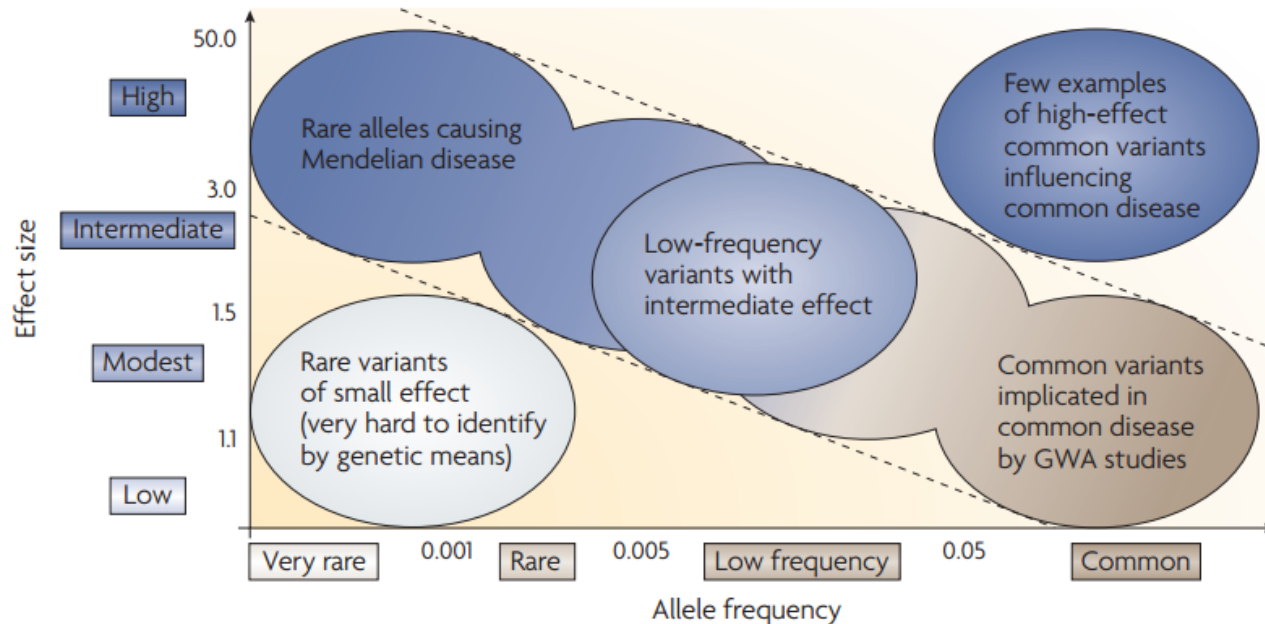 50.0
High
Rare alleles causing
Mendelian disease
Few examples
of high-effect
common variants
influencing
common disease
3.0
Intermediate
Low-frequency
variants with
intermediate effect
Effect size
1.5
Modest
Rare variants
of small effect
(very hard to identify
by genetic means)
Common variants
implicated in
common disease
by GWA studies
1.1
Low
Very rare
0.001
Rare
0.005
Low frequency
0.05
Common
Allele frequency